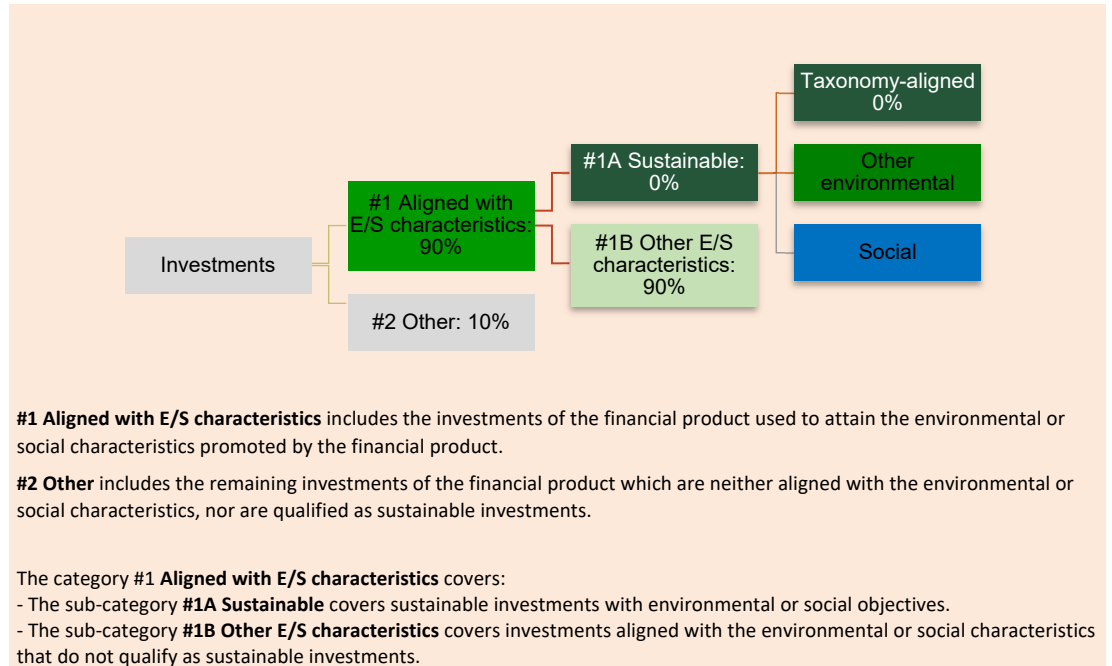 Investments
#1 Aligned with
E/S characteristics:
90%
#2 Other: 10%
#1A Sustainable:
0%
#1B Other E/S
characteristics:
90%
Taxonomy-aligned
0%
Other
environmental
Social
#1 Aligned with E/S characteristics includes the investments of the financial product used to attain the environmental or
social characteristics promoted by the financial product.
#2 Other includes the remaining investments of the financial product which are neither aligned with the environmental or
social characteristics, nor are qualified as sustainable investments.
The category #1 Aligned with E/S characteristics covers:
- The sub-category #1A Sustainable covers sustainable investments with environmental or social objectives.
- The sub-category #1B Other E/S characteristics covers investments aligned with the environmental or social characteristics
that do not qualify as sustainable investments.